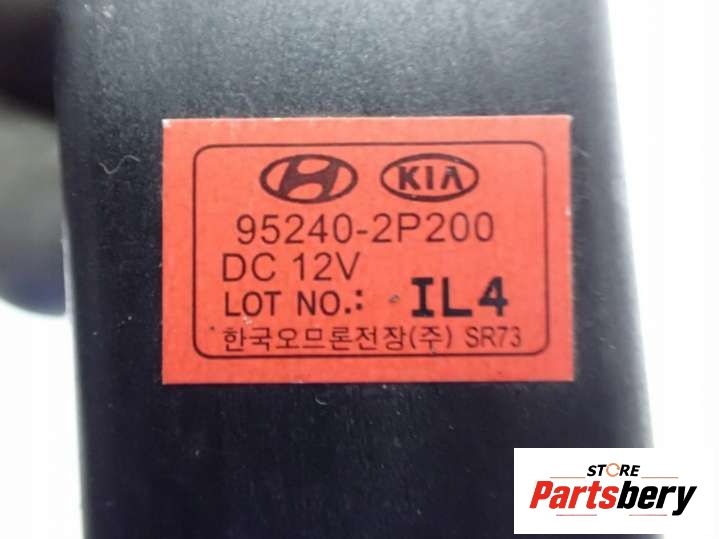 KIA
95240-2P200
DC 12V
LOT NO.: IL4
한국오므론전장(주) SR73
STORE
Partsbery